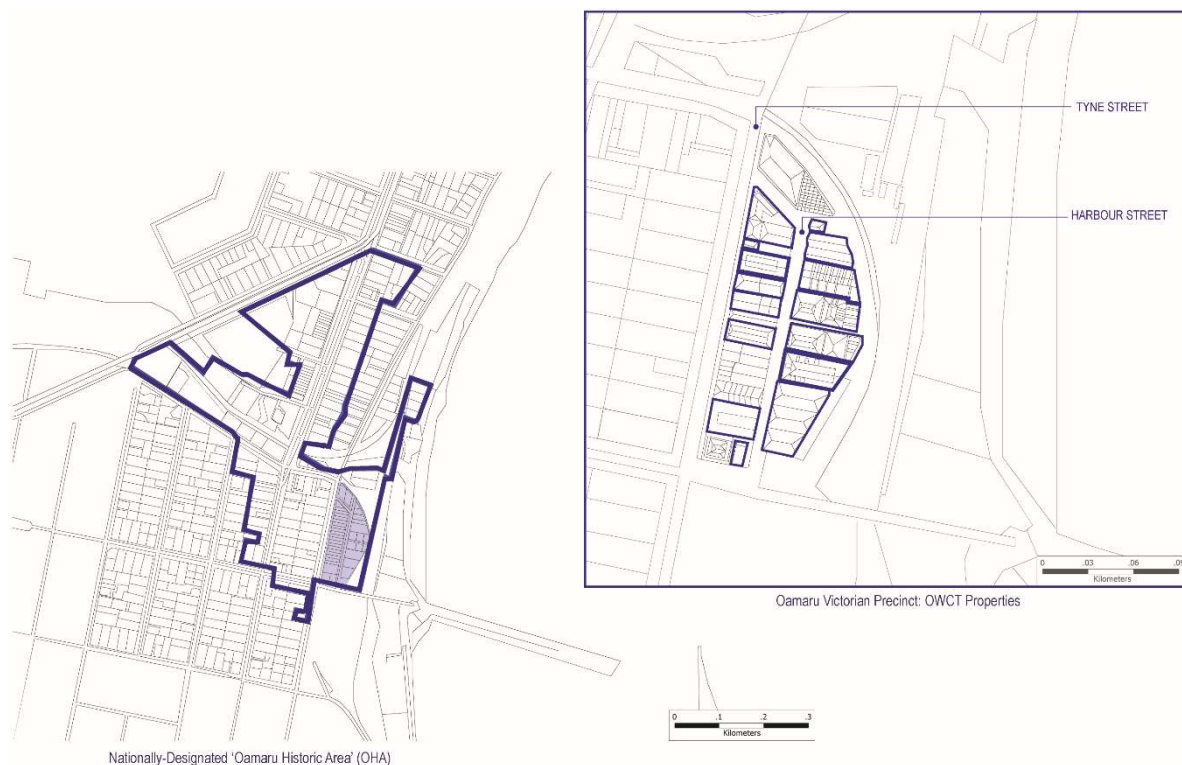 TYNE STREET
HARBOUR STREET
0 .03 .06 .09
Kilometers
Oamaru Victorian Precinct: OWCT Properties
0 .1 .2 .3
Kilometers
Nationally-Designated 'Oamaru Historic Area' (OHA)